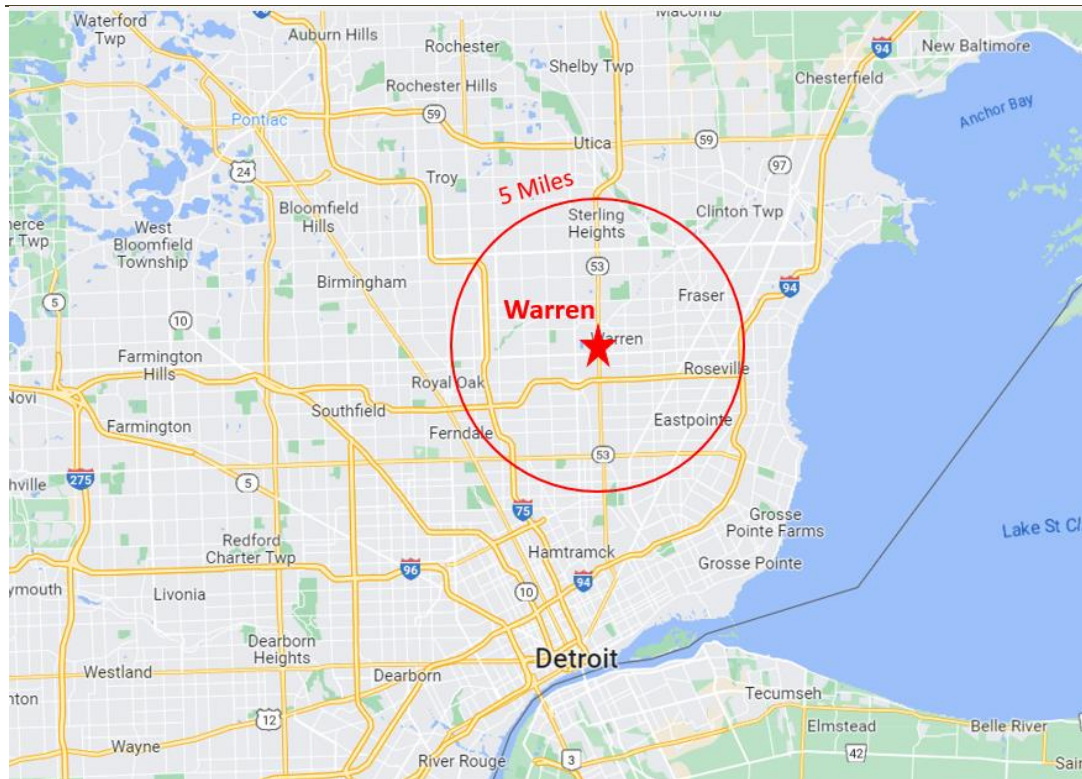 Waterford
Twp
Auburn Hills
Macomb
94
New Baltimore
Rochester
Shelby Twp
Chesterfield
Rochester Hills
Anchor Bay
Pontiac
59
Utica
59
97
24
Troy
5 Miles
Bloomfield
Hills
Sterling
Heights
Clinton Twp
West
Bloomfield
Township
53
Birmingham
94
5
Fraser
Warren
10
Warren
Farmington
Hills
Royal Oak
Roseville
Novi
Southfield
Eastpointe
Farmington
Ferndale
53
275
5
75
Grosse
Pointe Farms
Lake St
Redford
Charter Twp
Hamtramck
Grosse Pointe
96
94
10
Livonia
Dearborn
Heights
Detroit
Westland
Dearborn
Tecumseh
12
Elmstead
Belle River
Wayne
42
River Rouge
3